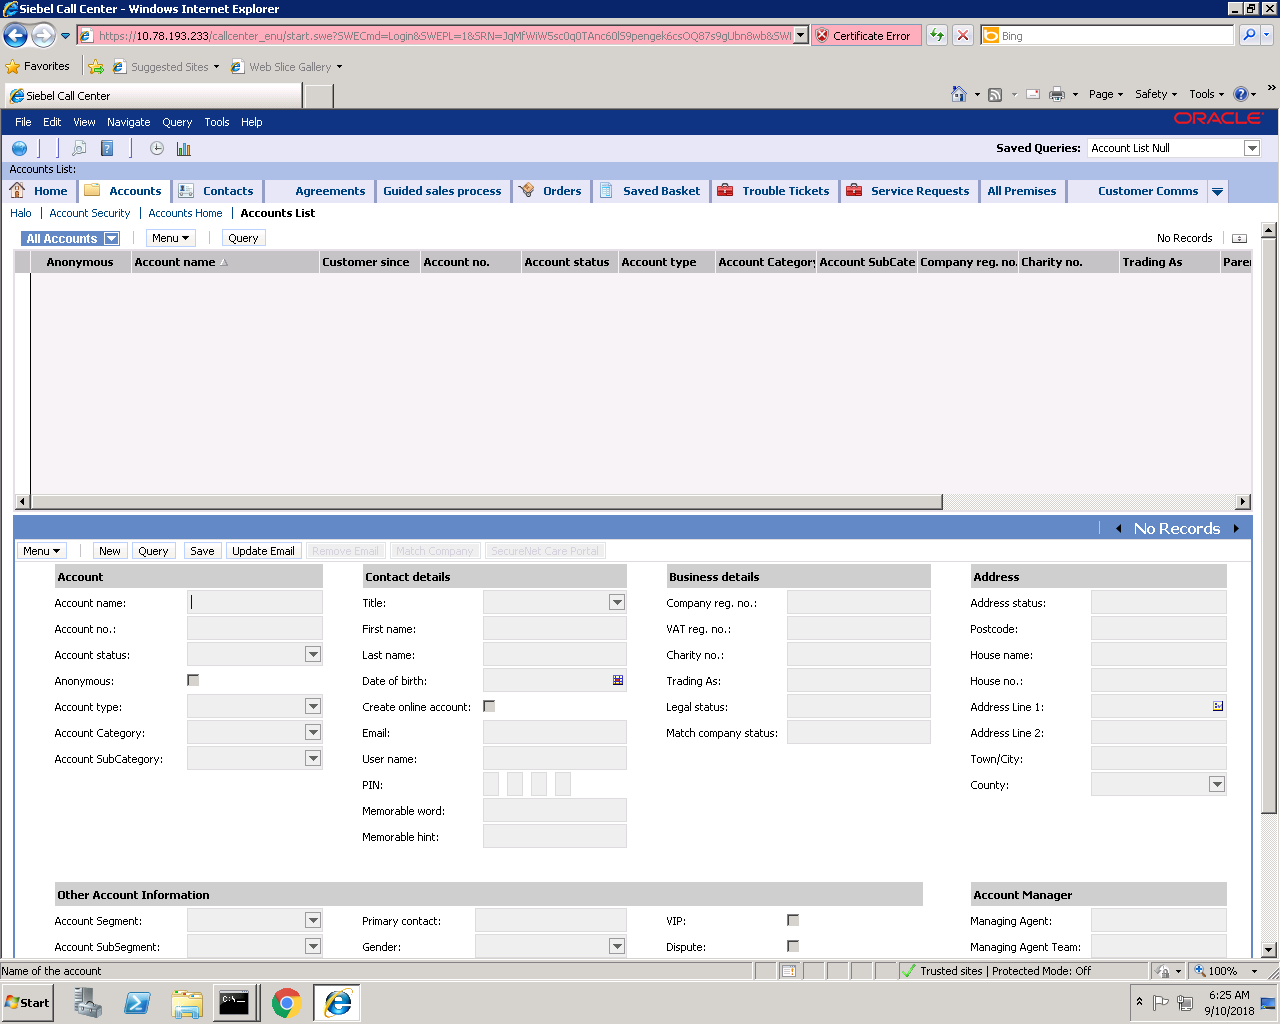 Siebel Call Center - Windows Internet Explorer
https://10.78.193.233/callcenter_enu/start.swe?SWECmd=Login&SWEPL=1&SRN=
Certificate Error
Bing
Favorites
Suggested Sites
Web Slice Gallery
Siebel Call Center
Page
Safety
Tools
File Edit View Navigate Query Tools Help
ORACLE
Saved Queries: Account List Null
Accounts List:
Home Accounts Contacts Agreements Guided sales process Orders Saved Basket Trouble Tickets Service Requests All Premises Customer Comms
Halo | Account Security | Accounts Home | Accounts List
All Accounts Menu Query No Records
Anonymous Account name Customer since Account no. Account status Account type Account Category Account SubCate Company reg. no. Charity no. Trading As Pare
No Records
Menu New Query Save Update Email Remove Email Match Company SecureNet Care Portal
Account Contact details Business details Address
Account name: Title: Company reg. no.: Address status:
Account no.: First name: VAT reg. no.: Postcode:
Account status: Last name: Charity no.: House name:
Anonymous: Date of birth: Trading As: House no.:
Account type: Create online account: Legal status: Address Line 1:
Account Category: Email: Match company status: Address Line 2:
Account SubCategory: User name: Town/City:
PIN: County:
Memorable word:
Memorable hint:
Other Account Information Account Manager
Account Segment: Primary contact: VIP: Managing Agent:
Account SubSegment: Gender: Dispute: Managing Agent Team:
Name of the account
Trusted sites | Protected Mode: Off
100%
Start
6:25 AM
9/10/2018